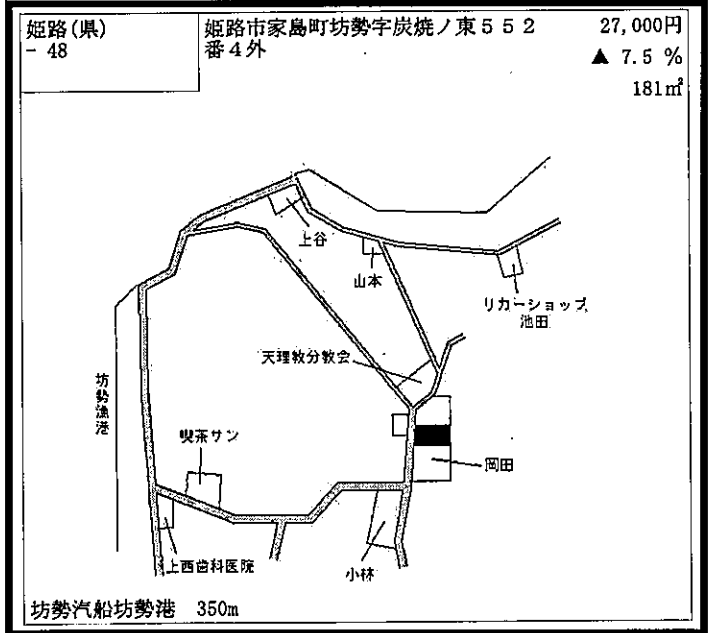 姫路(県)
- 48
姫路市家島町坊勢字炭焼ノ東552
番4外
27,000円
▲ 7.5 %
181㎡
上谷
山本
リカーショップ
池田
天理教分教会
坊勢漁港
喫茶サン
岡田
上西歯科医院
小林
坊勢汽船坊勢港 350m